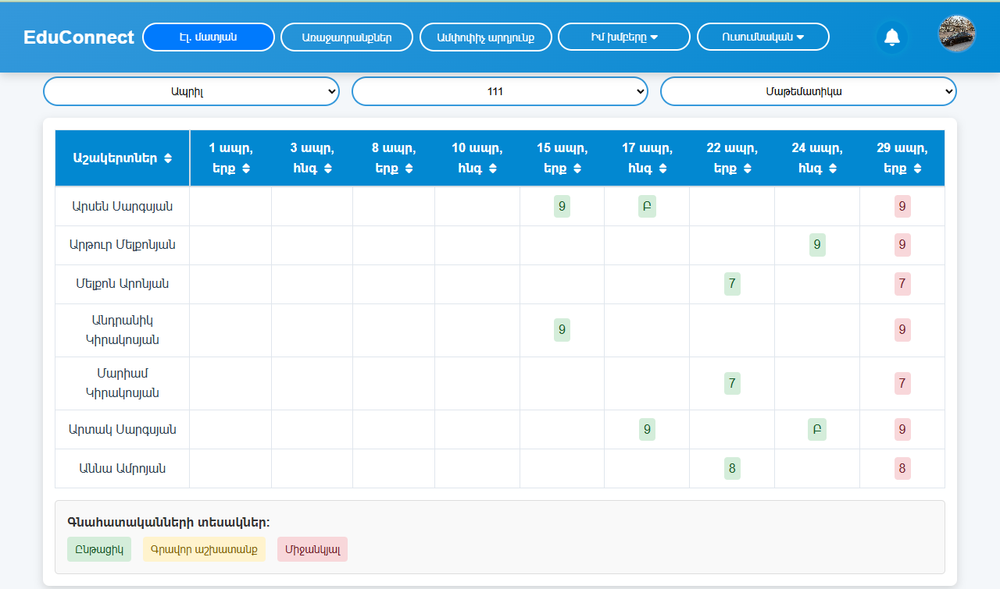 EduConnect Էլ. մատյան Առաջադրանքներ Ամփոփիչ արդյունք Իմ խմբերը Ուսումնական
Ապրիլ 111 Մաթեմատիկա
Աշակերտներ 1 ապր, երք 3 ապր, հնգ 8 ապր, երք 10 ապր, հնգ 15 ապր, երք 17 ապր, հնգ 22 ապր, երք 24 ապր, հնգ 29 ապր, երք
Արսեն Սարգսյան 9 Բ 9
Արթուր Մելքոնյան 9 9
Մելքոն Արոնյան 7 7
Անդրանիկ Կիրակոսյան 9 9
Մարիամ Կիրակոսյան 7 7
Արտակ Սարգսյան 9 Բ 9
Աննա Ամրոյան 8 8
Գնահատականների տեսակներ:
Ընթացիկ Գրավոր աշխատանք Միջանկյալ